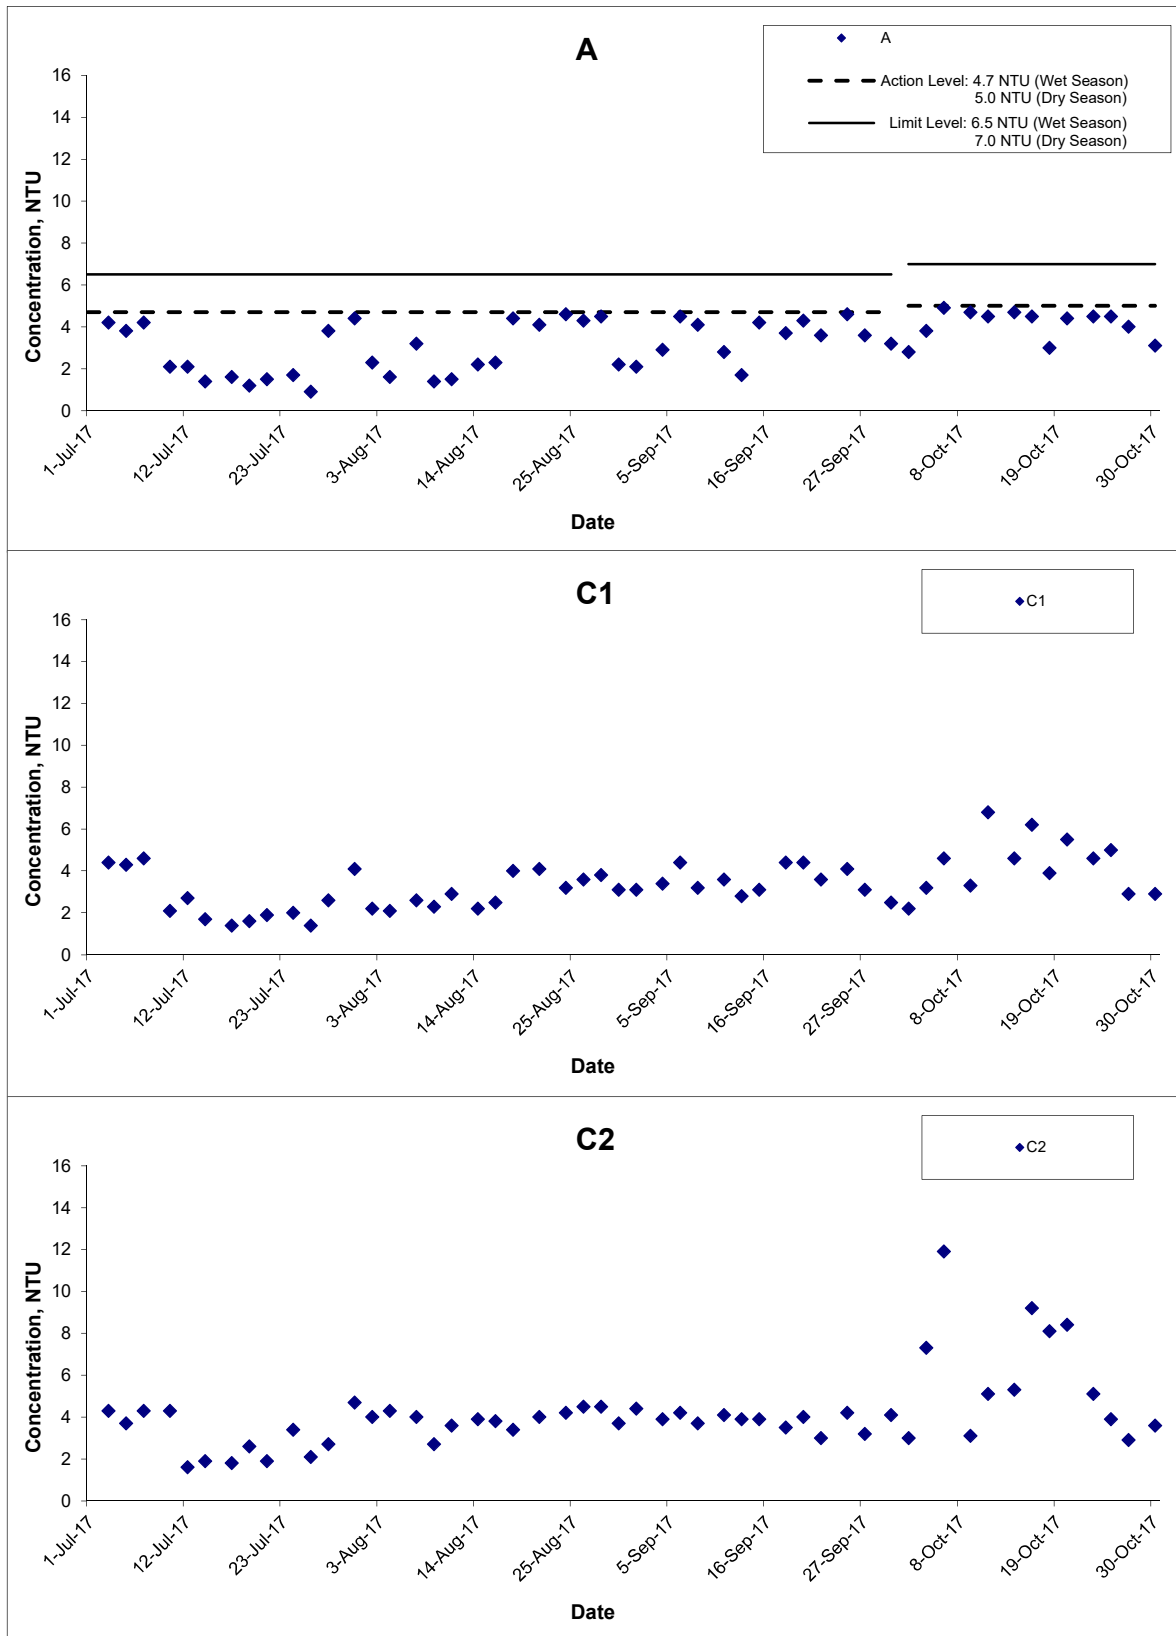 A
A
Action Level: 4.7 NTU (Wet Season)
5.0 NTU (Dry Season)
Limit Level: 6.5 NTU (Wet Season)
7.0 NTU (Dry Season)
Concentration, NTU
16
14
12
10
8
6
4
2
0
1-Jul-17
12-Jul-17
23-Jul-17
3-Aug-17
14-Aug-17
25-Aug-17
5-Sep-17
16-Sep-17
27-Sep-17
8-Oct-17
19-Oct-17
30-Oct-17
Date
C1
C1
Concentration, NTU
16
14
12
10
8
6
4
2
0
1-Jul-17
12-Jul-17
23-Jul-17
3-Aug-17
14-Aug-17
25-Aug-17
5-Sep-17
16-Sep-17
27-Sep-17
8-Oct-17
19-Oct-17
30-Oct-17
Date
C2
C2
Concentration, NTU
16
14
12
10
8
6
4
2
0
1-Jul-17
12-Jul-17
23-Jul-17
3-Aug-17
14-Aug-17
25-Aug-17
5-Sep-17
16-Sep-17
27-Sep-17
8-Oct-17
19-Oct-17
30-Oct-17
Date